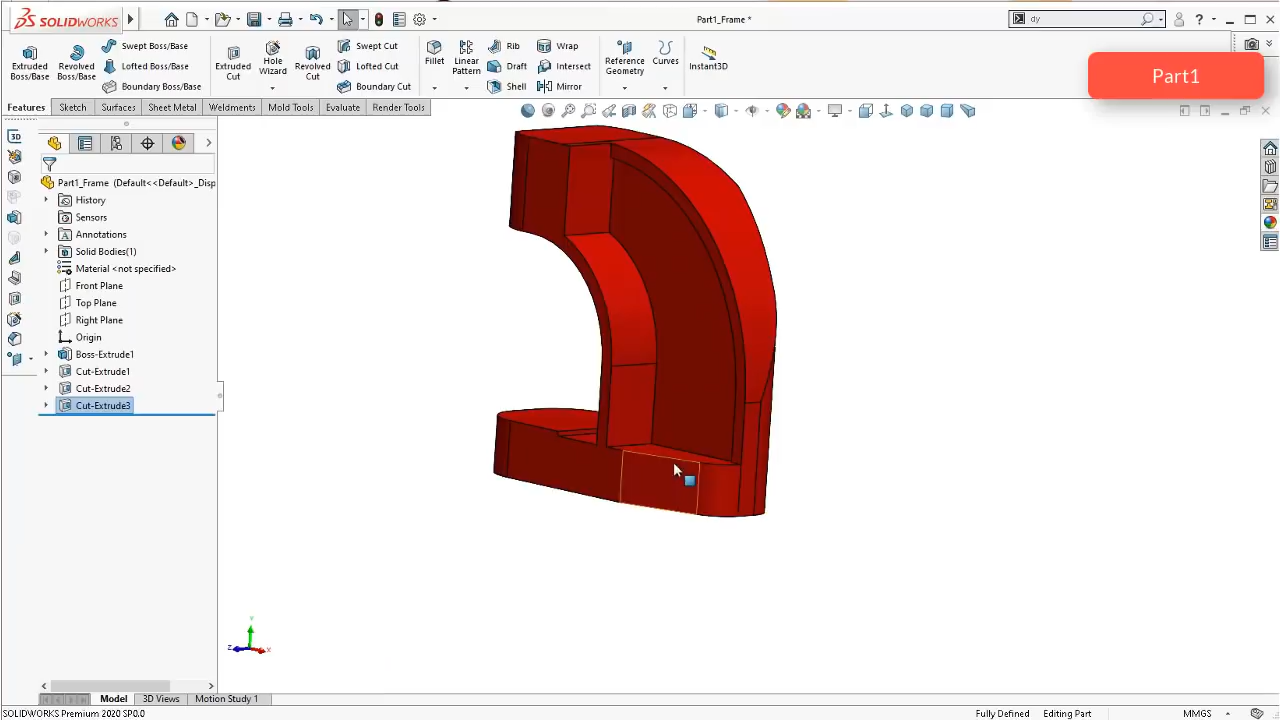 SOLIDWORKS
Part1_Frame *
dy
Part1
Extruded Boss/Base
Revolved Boss/Base
Swept Boss/Base
Lofted Boss/Base
Boundary Boss/Base
Extruded Cut
Hole Wizard
Revolved Cut
Swept Cut
Lofted Cut
Boundary Cut
Fillet
Linear Pattern
Rib
Draft
Shell
Wrap
Intersect
Mirror
Reference Geometry
Curves
Instant3D
Features Sketch Surfaces Sheet Metal Weldments Mold Tools Evaluate Render Tools
Part1_Frame (Default<<Default>_Disp
History
Sensors
Annotations
Solid Bodies(1)
Material <not specified>
Front Plane
Top Plane
Right Plane
Origin
Boss-Extrude1
Cut-Extrude1
Cut-Extrude2
Cut-Extrude3
Y
Z
X
Model 3D Views Motion Study 1
SOLIDWORKS Premium 2020 SP0.0
Fully Defined Editing Part MMGS